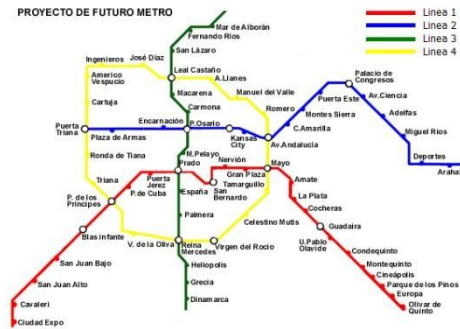 PROYECTO DE FUTURO METRO
Linea 1
Linea 2
Linea 3
Linea 4
Mar de Alborán
Fernando Ríos
San Lázaro
José Díaz
Ingenieros
Leal Castaño
Americo
Vespucio
A.Llanes
Macarena
Manuel del Valle
Cartuja
Carmona
Romero
Palacio de
Congresos
Av.Ciencia
Puerta Este
Adelfas
Montes Sierra
Encarnación
P.Osario
Puerta
Triana
Plaza de Armas
Kansas
City
C.Amarilla
Miguel Rios
Av.Andalucia
Deportes
Arahal
Ronda de Tiana
M.Pelayo
Prado
Nervión
Mayo
Gran Plaza
Triana
Puerta
Jerez
España
Tamarguillo
Amate
P. de los
Principes
P.de Cuba
San
Bernardo
La Plata
Cocheras
Palmera
Celestino Mutis
Guadaira
Blas infante
V. de la Oliva
Reina
Mercedes
Virgen del Rocio
U.Pablo
Olavide
Condequinto
San Juan Bajo
Heliopolis
Montequinto
Cineápolis
San Juan Alto
Grecia
Parque de los Pinos
Europa
Cavaleri
Dinamarca
Olivar de
Quinto
Ciudad Expo